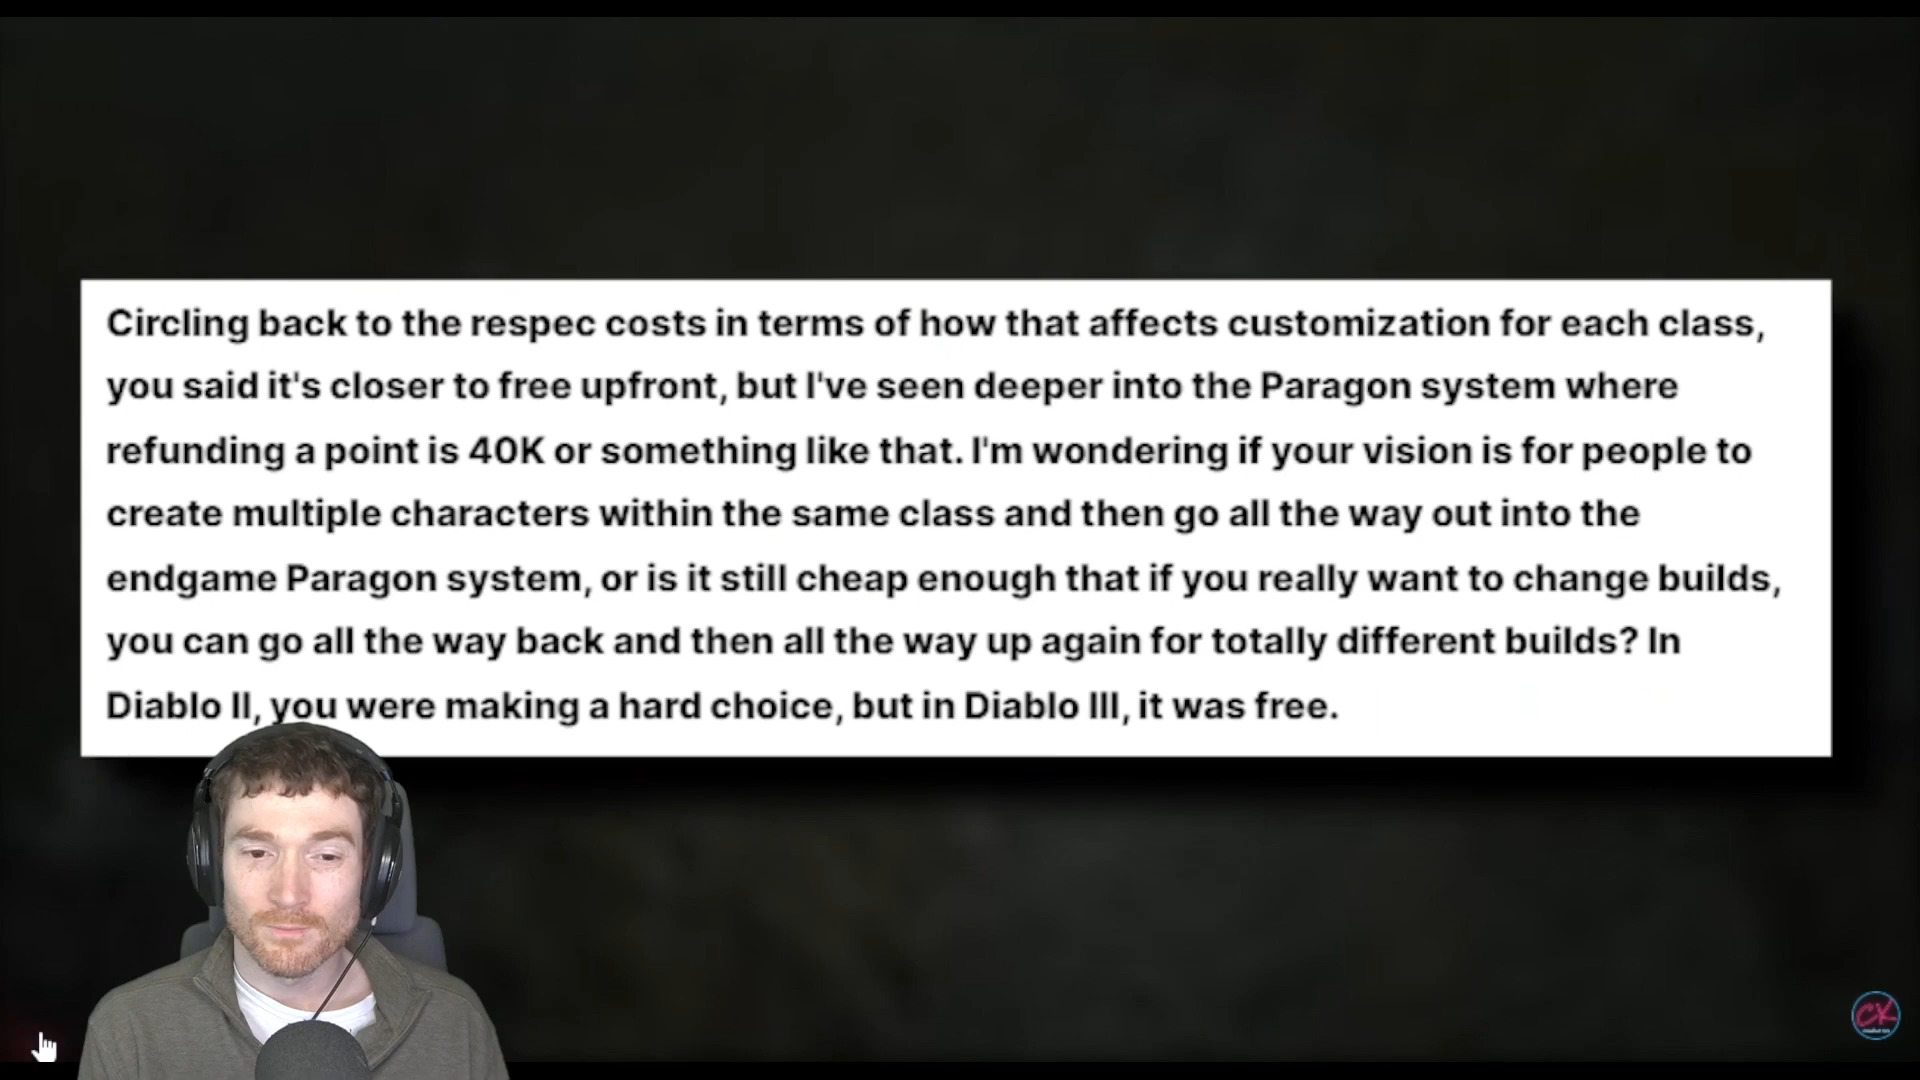 Circling back to the respec costs in terms of how that affects customization for each class,
you said it's closer to free upfront, but I've seen deeper into the Paragon system where
refunding a point is 40K or something like that. I'm wondering if your vision is for people to
create multiple characters within the same class and then go all the way out into the
endgame Paragon system, or is it still cheap enough that if you really want to change builds,
you can go all the way back and then all the way up again for totally different builds? In
Diablo II, you were making a hard choice, but in Diablo III, it was free.
CK